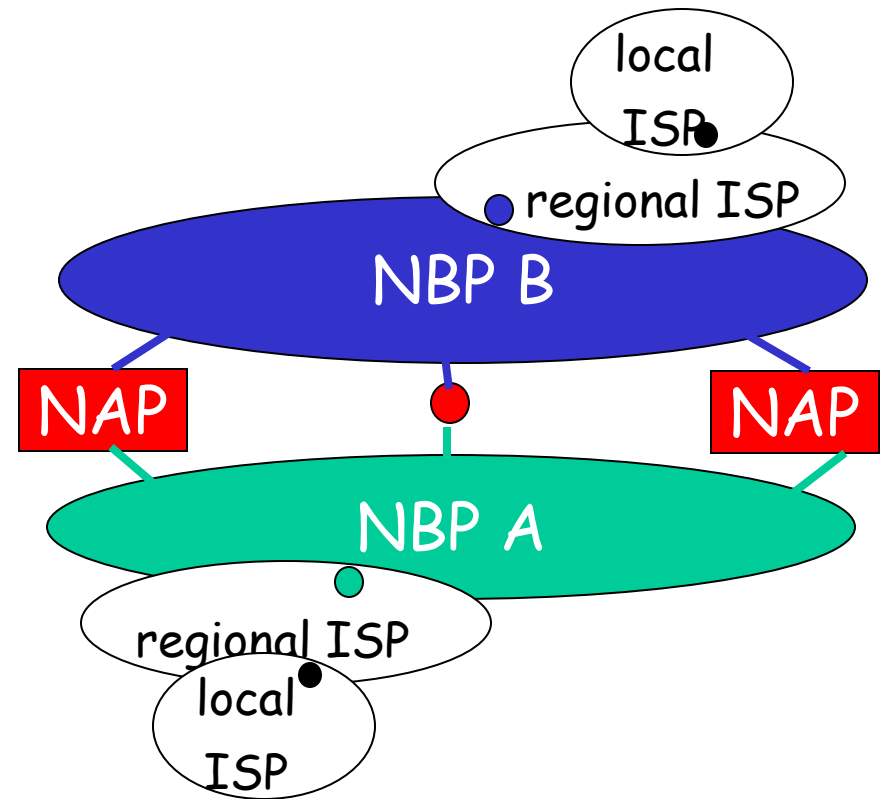 local
ISP
regional ISP
NBP B
NAP
NAP
NBP A
regional ISP
local
ISP